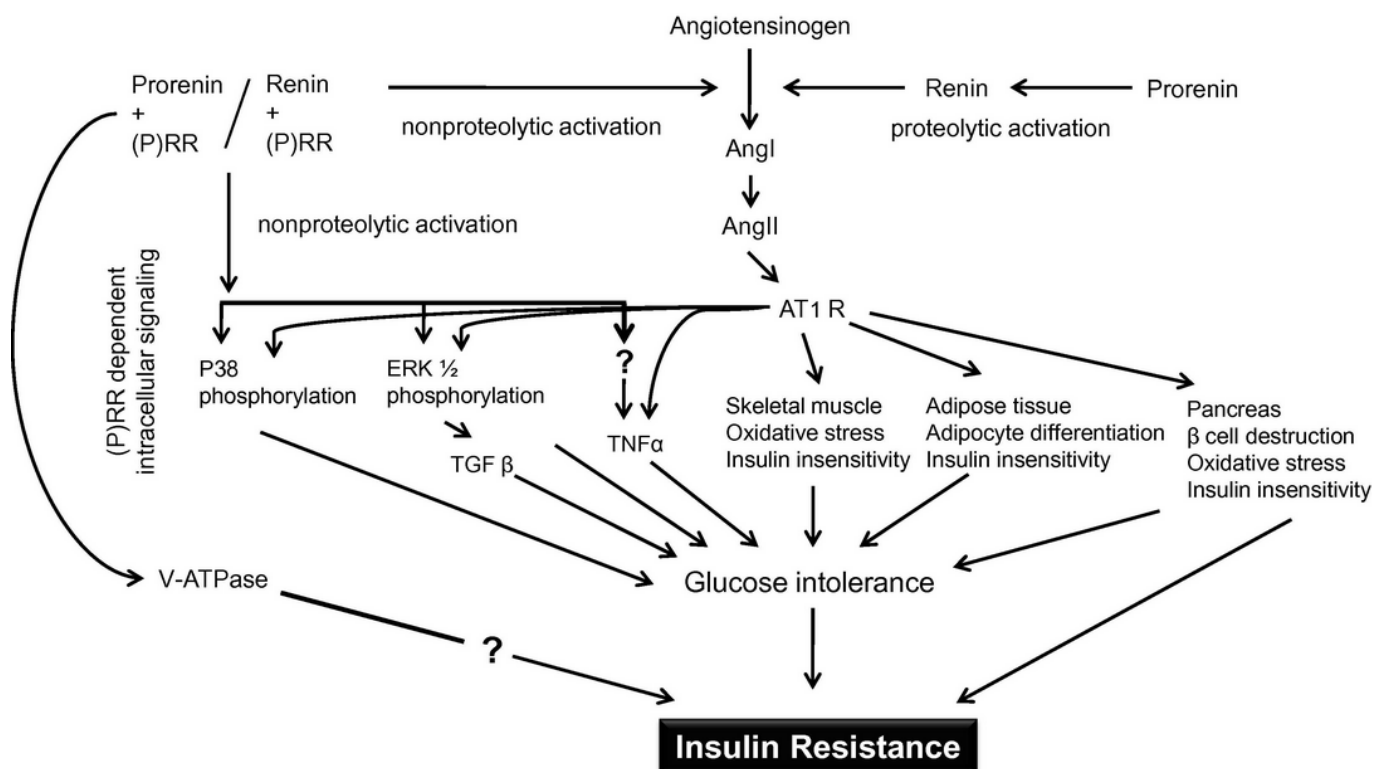 Angiotensinogen
Prorenin
+
(P)RR
/
Renin
+
(P)RR
nonproteolytic activation
Renin
Prorenin
proteolytic activation
AngI
AngII
nonproteolytic activation
(P)RR dependent
intracellular signaling
AT1 R
P38
phosphorylation
ERK ½
phosphorylation
?
TGF β
TNFα
Skeletal muscle
Oxidative stress
Insulin insensitivity
Adipose tissue
Adipocyte differentiation
Insulin insensitivity
Pancreas
β cell destruction
Oxidative stress
Insulin insensitivity
V-ATPase
Glucose intolerance
?
Insulin Resistance